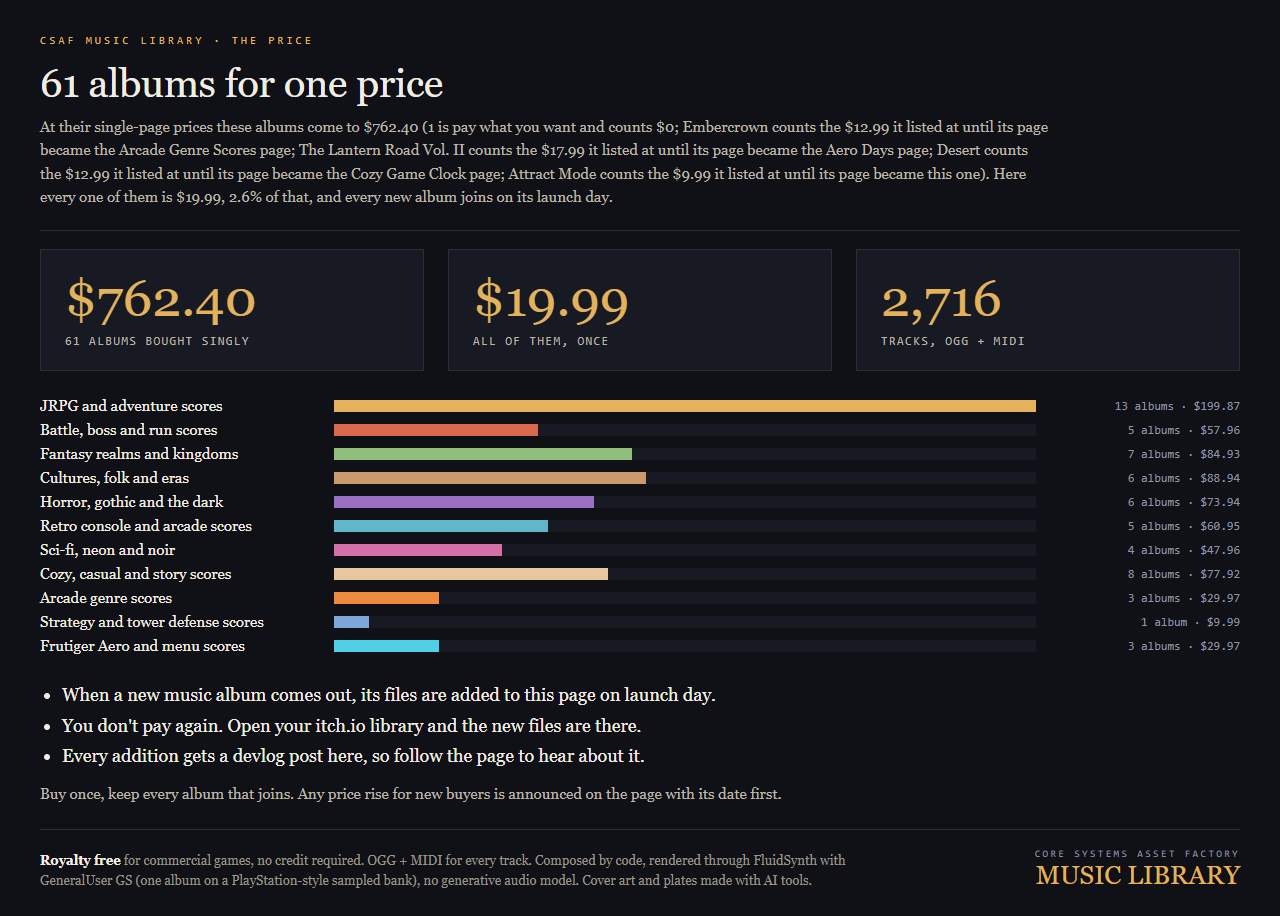 CSAF MUSIC LIBRARY · THE PRICE
61 albums for one price
At their single-page prices these albums come to $762.40 (1 is pay what you want and counts $0; Embercrown counts the $12.99 it listed at until its page
became the Arcade Genre Scores page; The Lantern Road Vol. II counts the $17.99 it listed at until its page became the Aero Days page; Desert counts
the $12.99 it listed at until its page became the Cozy Game Clock page; Attract Mode counts the $9.99 it listed at until its page became this one). Here
every one of them is $19.99, 2.6% of that, and every new album joins on its launch day.
$762.40
61 ALBUMS BOUGHT SINGLY
$19.99
ALL OF THEM, ONCE
2,716
TRACKS, OGG + MIDI
JRPG and adventure scores 13 albums · $199.87
Battle, boss and run scores 5 albums · $57.96
Fantasy realms and kingdoms 7 albums · $84.93
Cultures, folk and eras 6 albums · $88.94
Horror, gothic and the dark 6 albums · $73.94
Retro console and arcade scores 5 albums · $60.95
Sci-fi, neon and noir 4 albums · $47.96
Cozy, casual and story scores 8 albums · $77.92
Arcade genre scores 3 albums · $29.97
Strategy and tower defense scores 1 album · $9.99
Frutiger Aero and menu scores 3 albums · $29.97
• When a new music album comes out, its files are added to this page on launch day.
• You don't pay again. Open your itch.io library and the new files are there.
• Every addition gets a devlog post here, so follow the page to hear about it.
Buy once, keep every album that joins. Any price rise for new buyers is announced on the page with its date first.
Royalty free for commercial games, no credit required. OGG + MIDI for every track. Composed by code, rendered through FluidSynth with
GeneralUser GS (one album on a PlayStation-style sampled bank), no generative audio model. Cover art and plates made with AI tools.
CORE SYSTEMS ASSET FACTORY
MUSIC LIBRARY